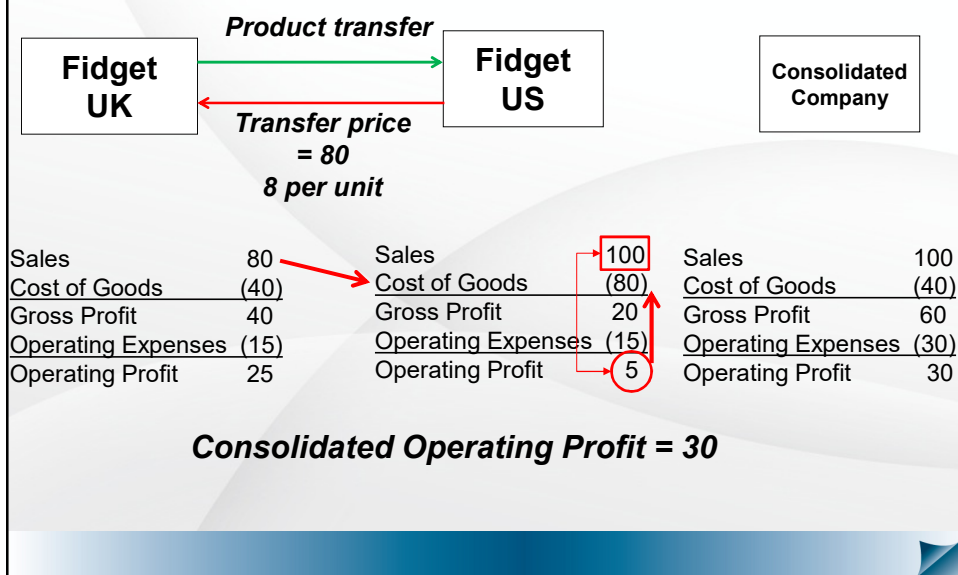 Product transfer
Fidget
UK
Fidget
US
Consolidated
Company
Transfer price
= 80
8 per unit
Sales 80
Cost of Goods (40)
Gross Profit 40
Operating Expenses (15)
Operating Profit 25
Sales 100
Cost of Goods (80)
Gross Profit 20
Operating Expenses (15)
Operating Profit 5
Sales 100
Cost of Goods (40)
Gross Profit 60
Operating Expenses (30)
Operating Profit 30
Consolidated Operating Profit = 30